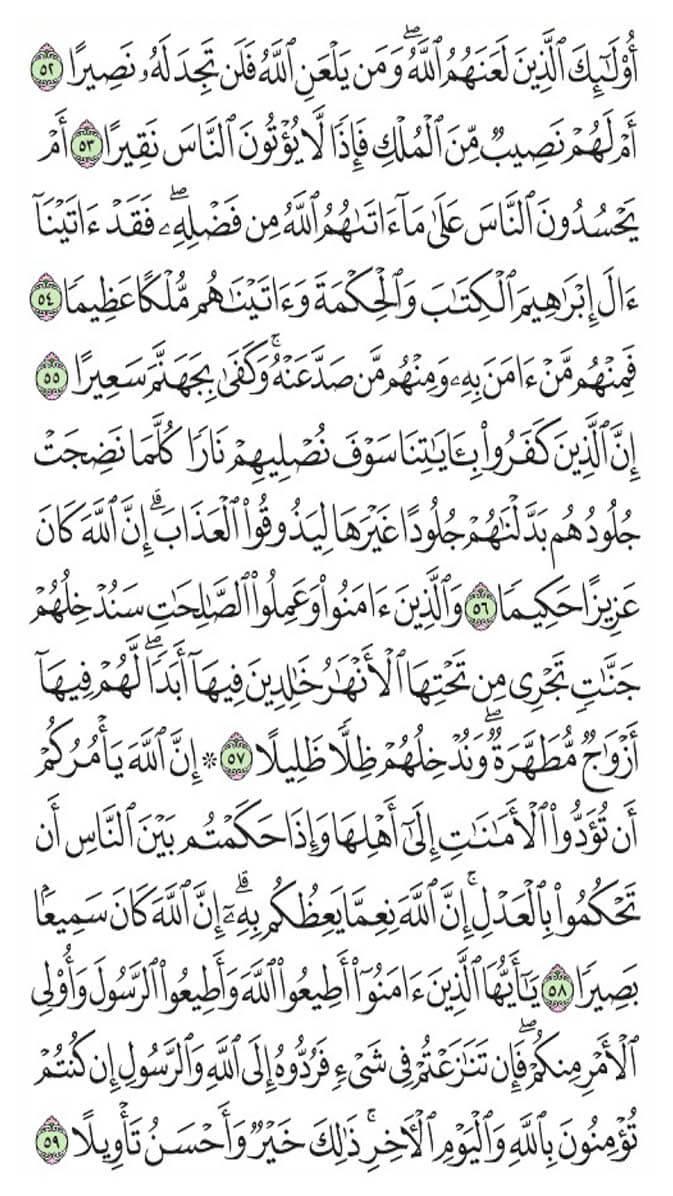 أُوْلَٰٓئِكَ ٱلَّذِينَ لَعَنَهُمُ ٱللَّهُۖ وَمَن يَلْعَنِ ٱللَّهُ فَلَن تَجِدَ لَهُۥ نَصِيرًا ٥٢
أَمْ لَهُمْ نَصِيبٌ مِّنَ ٱلْمُلْكِ فَإِذًا لَّا يُؤْتُونَ ٱلنَّاسَ نَقِيرًا ٥٣ أَمْ
يَحْسُدُونَ ٱلنَّاسَ عَلَىٰ مَآ ءَاتَىٰهُمُ ٱللَّهُ مِن فَضْلِهِۦۖ فَقَدْ ءَاتَيْنَآ
ءَالَ إِبْرَٰهِيمَ ٱلْكِتَٰبَ وَٱلْحِكْمَةَ وَءَاتَيْنَٰهُم مُّلْكًا عَظِيمًا ٥٤
فَمِنْهُم مَّنْ ءَامَنَ بِهِۦ وَمِنْهُم مَّن صَدَّ عَنْهُۚ وَكَفَىٰ بِجَهَنَّمَ سَعِيرًا ٥٥
إِنَّ ٱلَّذِينَ كَفَرُواْ بِـَٔايَٰتِنَا سَوْفَ نُصْلِيهِمْ نَارًا كُلَّمَا نَضِجَتْ
جُلُودُهُم بَدَّلْنَٰهُمْ جُلُودًا غَيْرَهَا لِيَذُوقُواْ ٱلْعَذَابَۗ إِنَّ ٱللَّهَ كَانَ
عَزِيزًا حَكِيمًا ٥٦ وَٱلَّذِينَ ءَامَنُواْ وَعَمِلُواْ ٱلصَّٰلِحَٰتِ سَنُدْخِلُهُمْ
جَنَّٰتٍ تَجْرِى مِن تَحْتِهَا ٱلْأَنْهَٰرُ خَٰلِدِينَ فِيهَآ أَبَدًاۖ لَّهُمْ فِيهَآ
أَزْوَٰجٌ مُّطَهَّرَةٌۖ وَنُدْخِلُهُمْ ظِلًّا ظَلِيلًا ٥٧ ۞ إِنَّ ٱللَّهَ يَأْمُرُكُمْ
أَن تُؤَدُّواْ ٱلْأَمَٰنَٰتِ إِلَىٰٓ أَهْلِهَا وَإِذَا حَكَمْتُم بَيْنَ ٱلنَّاسِ أَن
تَحْكُمُواْ بِٱلْعَدْلِۚ إِنَّ ٱللَّهَ نِعِمَّا يَعِظُكُم بِهِۦٓۗ إِنَّ ٱللَّهَ كَانَ سَمِيعًۢا
بَصِيرًا ٥٨ يَٰٓأَيُّهَا ٱلَّذِينَ ءَامَنُوٓاْ أَطِيعُواْ ٱللَّهَ وَأَطِيعُواْ ٱلرَّسُولَ وَأُوْلِى
ٱلْأَمْرِ مِنكُمْۖ فَإِن تَنَٰزَعْتُمْ فِى شَىْءٍ فَرُدُّوهُ إِلَى ٱللَّهِ وَٱلرَّسُولِ إِن كُنتُمْ
تُؤْمِنُونَ بِٱللَّهِ وَٱلْيَوْمِ ٱلْأٓخِرِۚ ذَٰلِكَ خَيْرٌ وَأَحْسَنُ تَأْوِيلًا ٥٩